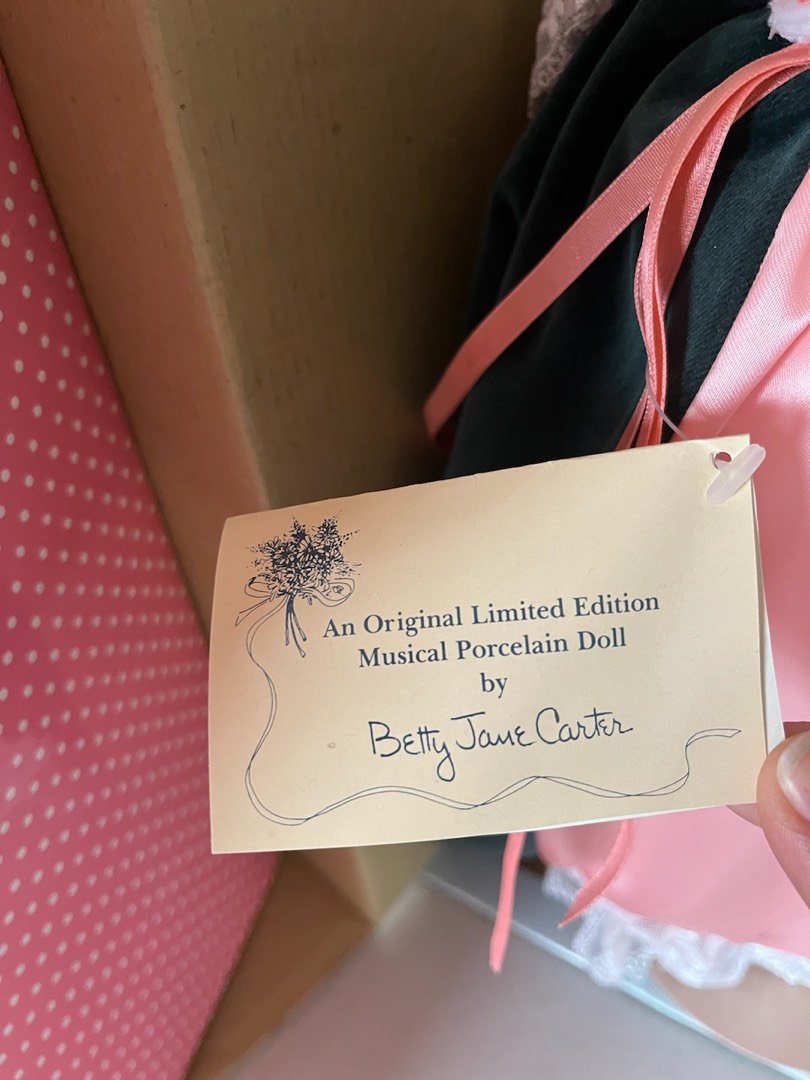 An Original Limited Edition
Musical Porcelain Doll
by
Betty Jane Carter